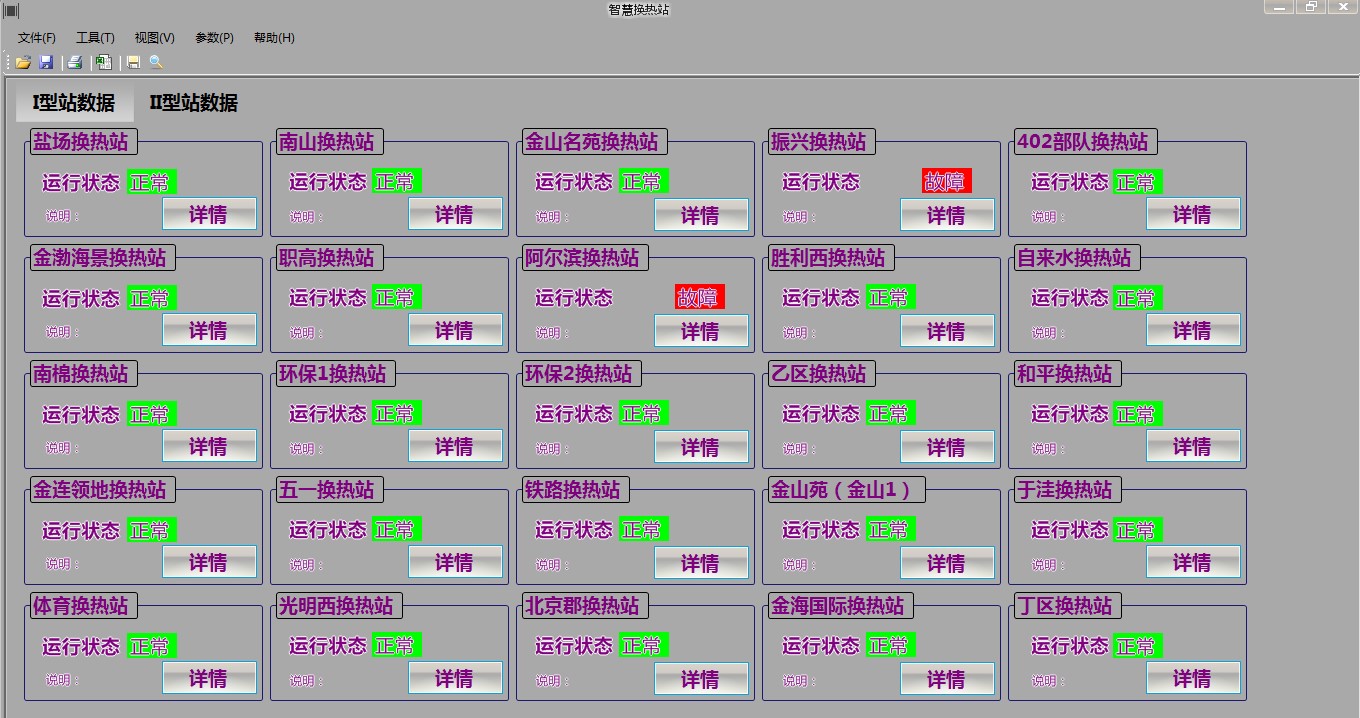 智慧换热站
文件(F) 工具(T) 视图(V) 参数(P) 帮助(H)
I型站数据 II型站数据
盐场换热站 南山换热站 金山名苑换热站 振兴换热站 402部队换热站
运行状态 正常 运行状态 正常 运行状态 正常 运行状态 故障 运行状态 正常
说明： 详情 说明： 详情 说明： 详情 说明： 详情 说明： 详情
金渤海景换热站 职高换热站 阿尔滨换热站 胜利西换热站 自来水换热站
运行状态 正常 运行状态 正常 运行状态 故障 运行状态 正常 运行状态 正常
说明： 详情 说明： 详情 说明： 详情 说明： 详情 说明： 详情
南棉换热站 环保1换热站 环保2换热站 乙区换热站 和平换热站
运行状态 正常 运行状态 正常 运行状态 正常 运行状态 正常 运行状态 正常
说明： 详情 说明： 详情 说明： 详情 说明： 详情 说明： 详情
金连领地换热站 五一换热站 铁路换热站 金山苑（金山1） 于洼换热站
运行状态 正常 运行状态 正常 运行状态 正常 运行状态 正常 运行状态 正常
说明： 详情 说明： 详情 说明： 详情 说明： 详情 说明： 详情
体育换热站 光明西换热站 北京郡换热站 金海国际换热站 丁区换热站
运行状态 正常 运行状态 正常 运行状态 正常 运行状态 正常 运行状态 正常
说明： 详情 说明： 详情 说明： 详情 说明： 详情 说明： 详情